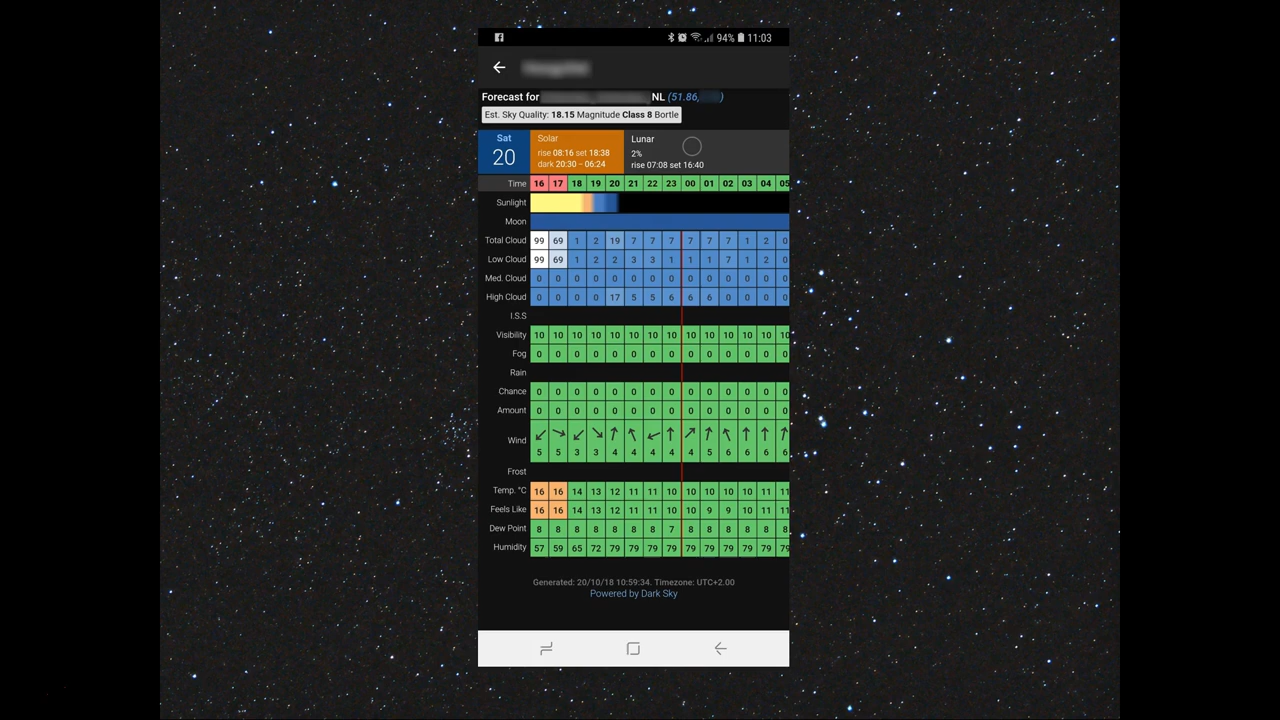 94% 11:03
Forecast for NL (51.86, )
Est. Sky Quality: 18.15 Magnitude Class 8 Bortle
Sat
20
Solar
rise 08:16 set 18:38
dark 20:30 – 06:24
Lunar
2%
rise 07:08 set 16:40
Time 16 17 18 19 20 21 22 23 00 01 02 03 04 05
Sunlight
Moon
Total Cloud 99 69 1 2 19 7 7 7 7 7 7 1 2 0
Low Cloud 99 69 1 2 2 3 3 1 1 1 7 1 2 0
Med. Cloud 0 0 0 0 0 0 0 0 0 0 0 0 0 0
High Cloud 0 0 0 0 17 5 5 6 6 6 0 0 0 0
I.S.S
Visibility 10 10 10 10 10 10 10 10 10 10 10 10 10 10
Fog 0 0 0 0 0 0 0 0 0 0 0 0 0 0
Rain
Chance 0 0 0 0 0 0 0 0 0 0 0 0 0 0
Amount 0 0 0 0 0 0 0 0 0 0 0 0 0 0
Wind 5 5 3 3 4 4 4 4 4 5 6 6 6 6
Frost
Temp. °C 16 16 14 13 12 11 11 10 10 10 10 10 11 11
Feels Like 16 16 14 13 12 11 11 10 10 9 9 10 11 11
Dew Point 8 8 8 8 8 8 8 7 8 8 8 8 8 8
Humidity 57 59 65 72 79 79 79 79 79 79 79 79 79 79
Generated: 20/10/18 10:59:34. Timezone: UTC+2.00
Powered by Dark Sky